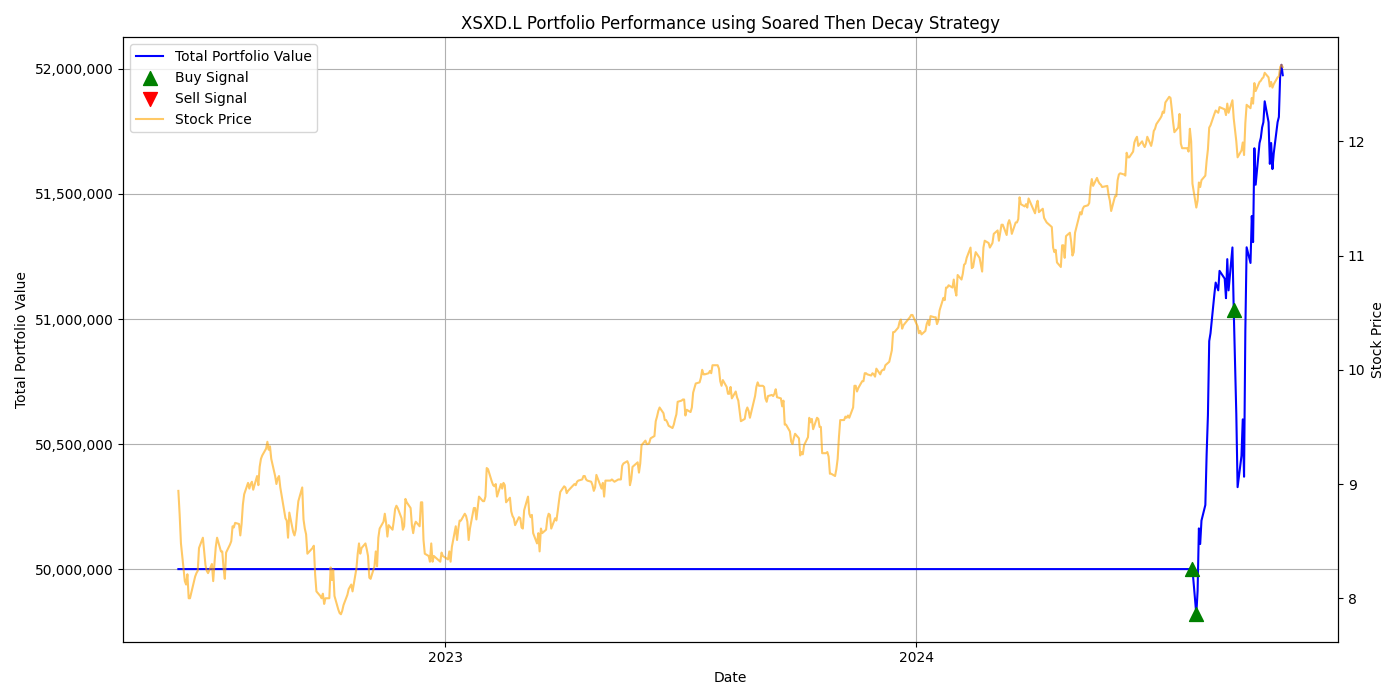 XSXD.L Portfolio Performance using Soared Then Decay Strategy
Total Portfolio Value
Buy Signal
Sell Signal
Stock Price
52,000,000
51,500,000
51,000,000
50,500,000
50,000,000
Total Portfolio Value
12
11
10
9
8
Stock Price
2023
2024
Date